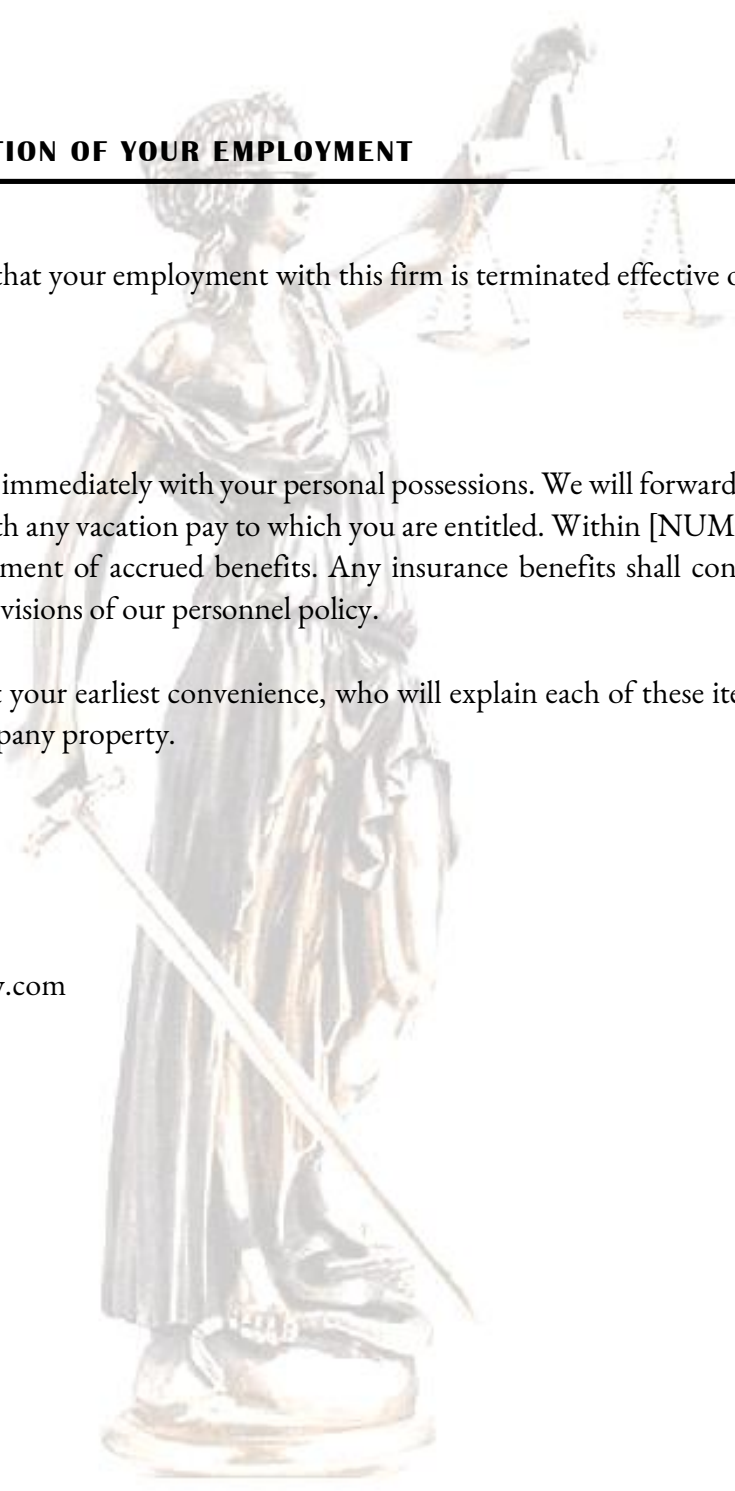 TION OF YOUR EMPLOYMENT
that your employment with this firm is terminated effective
immediately with your personal possessions. We will forward
th any vacation pay to which you are entitled. Within [NUM
ment of accrued benefits. Any insurance benefits shall con
visions of our personnel policy.
your earliest convenience, who will explain each of these ite
pany property.
y.com